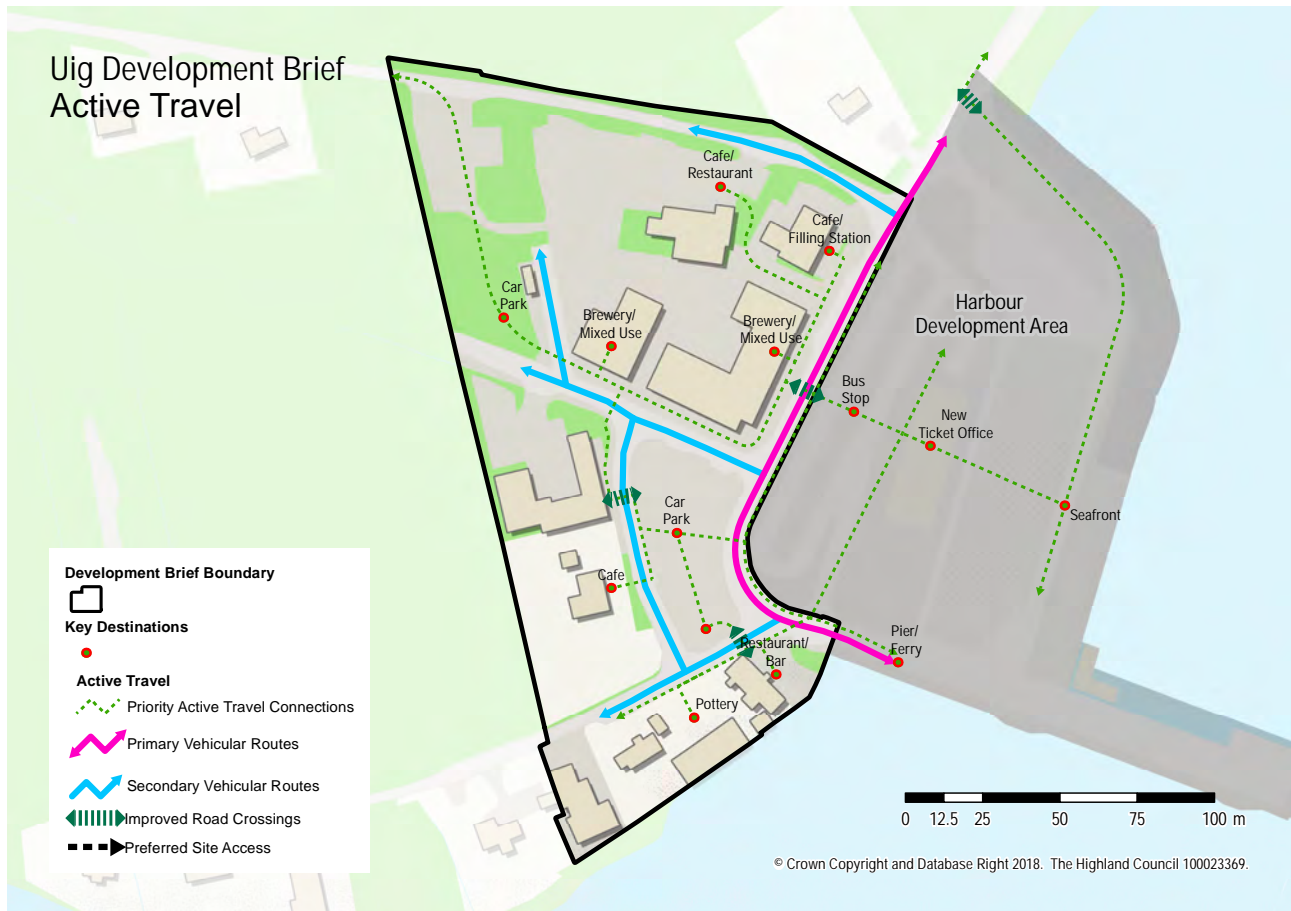 Uig Development Brief
Active Travel
Cafe/
Restaurant
Cafe/
Filling Station
Car
Park
Brewery/
Mixed Use
Brewery/
Mixed Use
Harbour
Development Area
Bus
Stop
New
Ticket Office
Seafront
Car
Park
Cafe
Restaurant/
Bar
Pier/
Ferry
Pottery
Development Brief Boundary
Key Destinations
Active Travel
Priority Active Travel Connections
Primary Vehicular Routes
Secondary Vehicular Routes
Improved Road Crossings
Preferred Site Access
0 12.5 25 50 75 100 m
© Crown Copyright and Database Right 2018. The Highland Council 100023369.